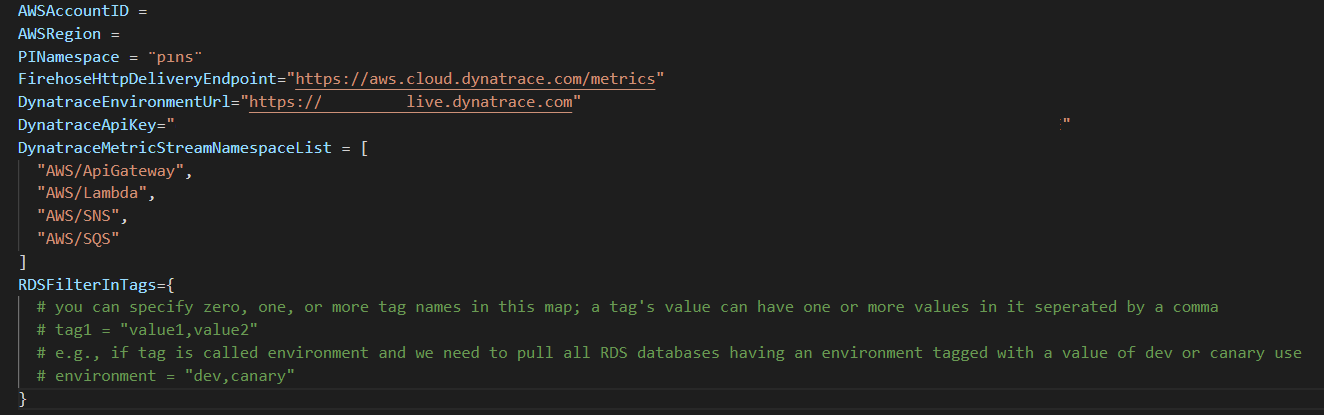 AWSAccountID =
AWSRegion =
PINamespace = "pins"
FirehoseHttpDeliveryEndpoint="https://aws.cloud.dynatrace.com/metrics"
DynatraceEnvironmentUrl="https:// live.dynatrace.com"
DynatraceApiKey=" "
DynatraceMetricStreamNamespaceList = [
"AWS/ApiGateway",
"AWS/Lambda",
"AWS/SNS",
"AWS/SQS"
]
RDSFilterInTags={
# you can specify zero, one, or more tag names in this map; a tag's value can have one or more values in it seperated by a comma
# tag1 = "value1,value2"
# e.g., if tag is called environment and we need to pull all RDS databases having an environment tagged with a value of dev or canary use
# environment = "dev,canary"
}